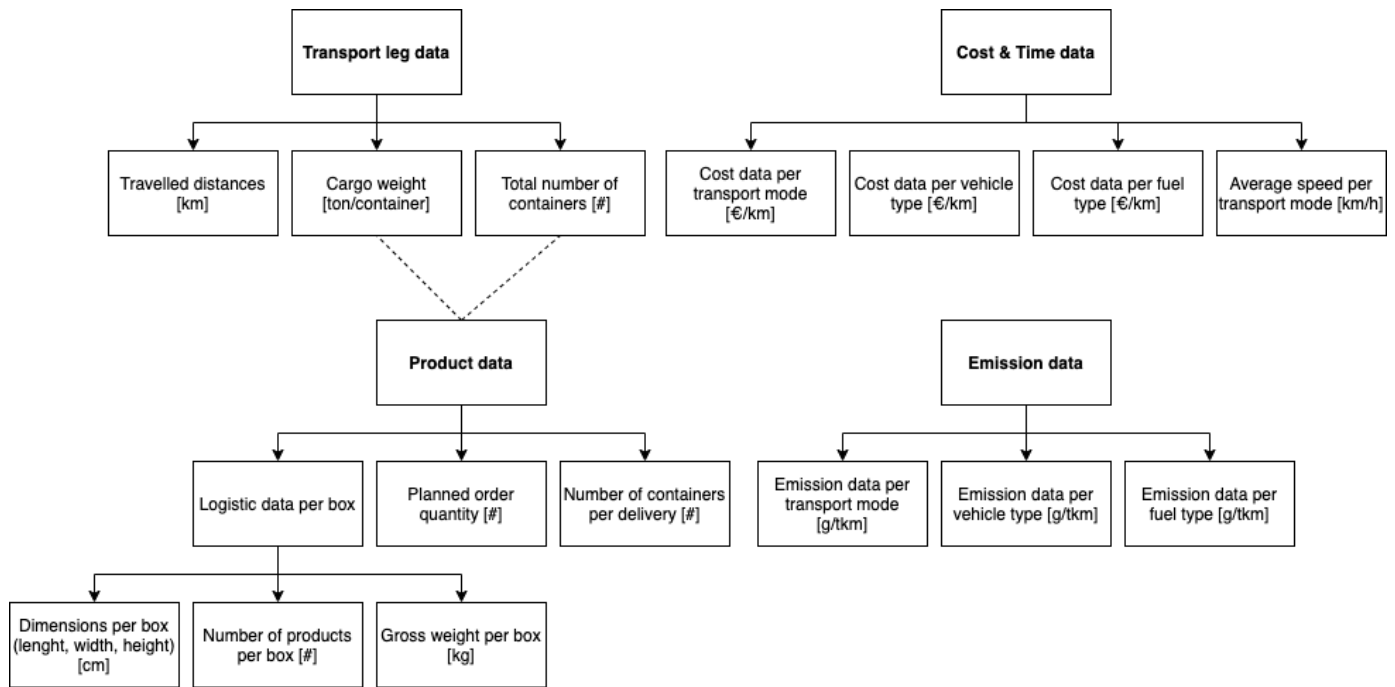 Transport leg data
Cost & Time data
Travelled distances
[km]
Cargo weight
[ton/container]
Total number of
containers [#]
Cost data per
transport mode
[€/km]
Cost data per vehicle
type [€/km]
Cost data per fuel
type [€/km]
Average speed per
transport mode [km/h]
Product data
Emission data
Logistic data per box
Planned order
quantity [#]
Number of containers
per delivery [#]
Emission data per
transport mode
[g/tkm]
Emission data per
vehicle type [g/tkm]
Emission data per
fuel type [g/tkm]
Dimensions per box
(lenght, width, height)
[cm]
Number of products
per box [#]
Gross weight per box
[kg]